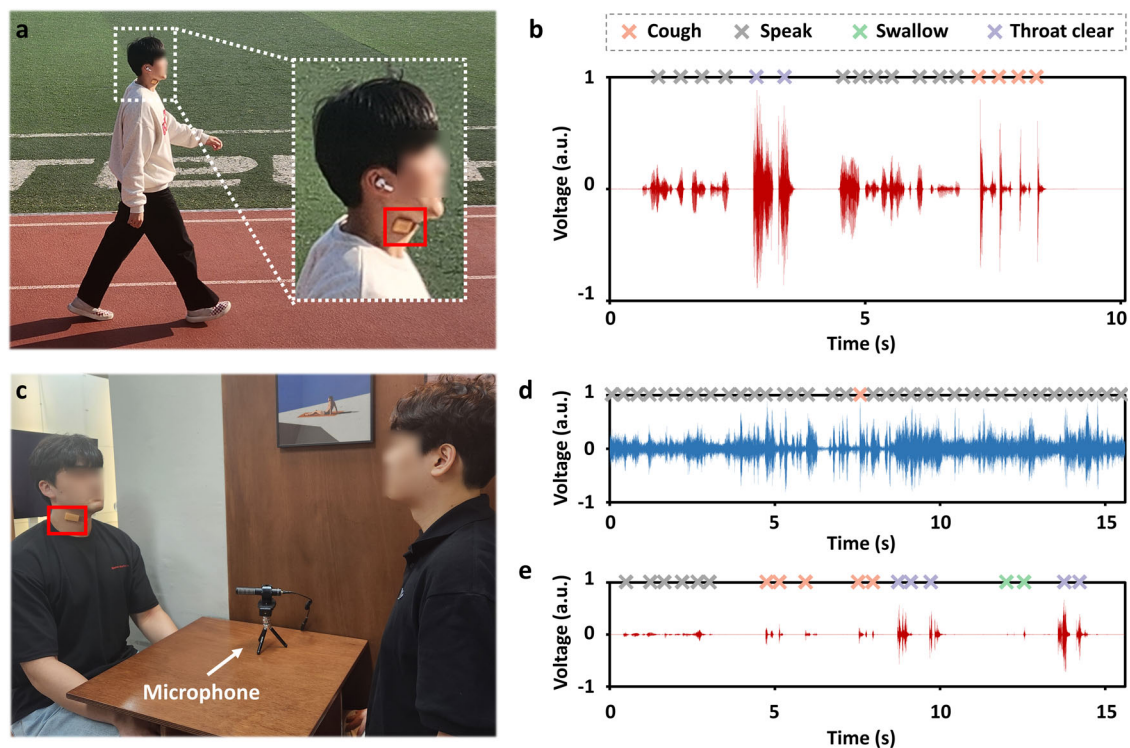 a
b
Cough Speak Swallow Throat clear
Voltage (a.u.)
1
0
-1
0 5 10
Time (s)
c
Microphone
d
Voltage (a.u.)
1
0
-1
0 5 10 15
Time (s)
e
Voltage (a.u.)
1
0
-1
0 5 10 15
Time (s)